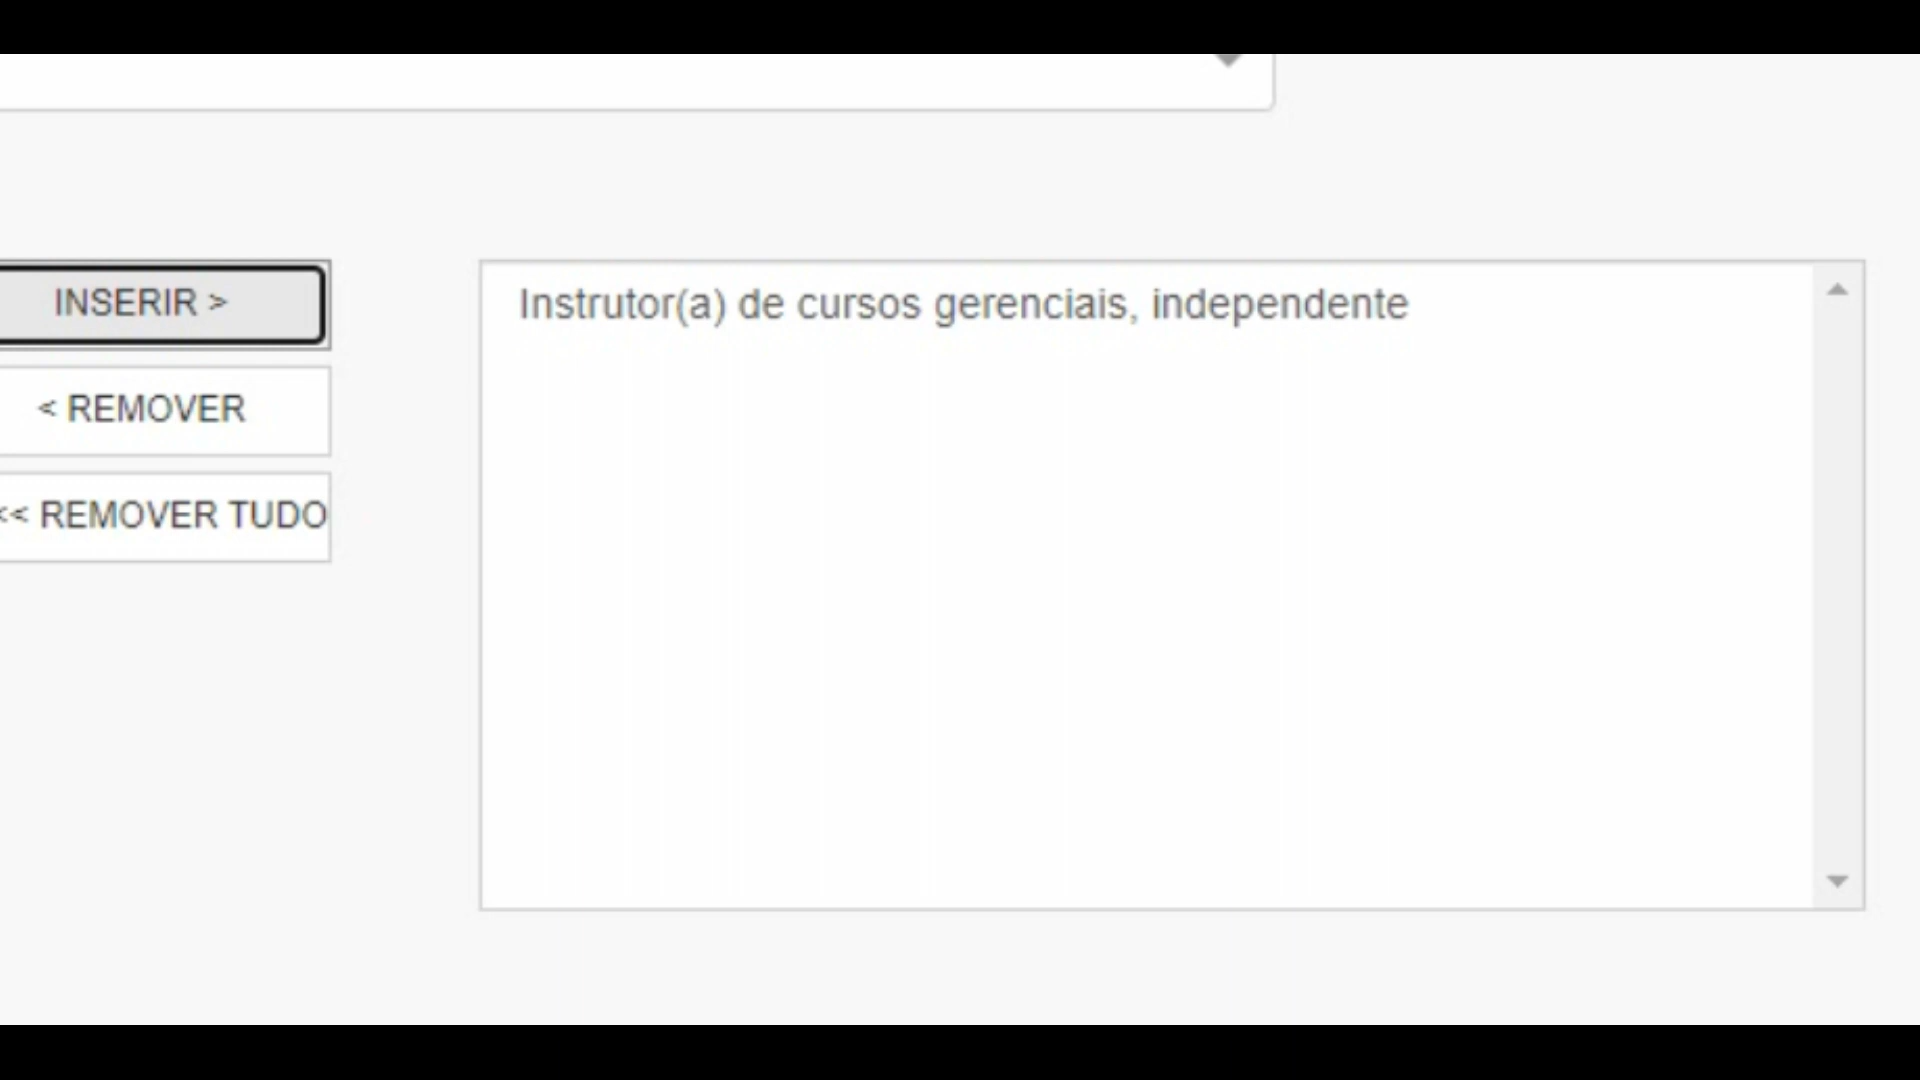 INSERIR >
Instrutor(a) de cursos gerenciais, independente
< REMOVER
<< REMOVER TUDO